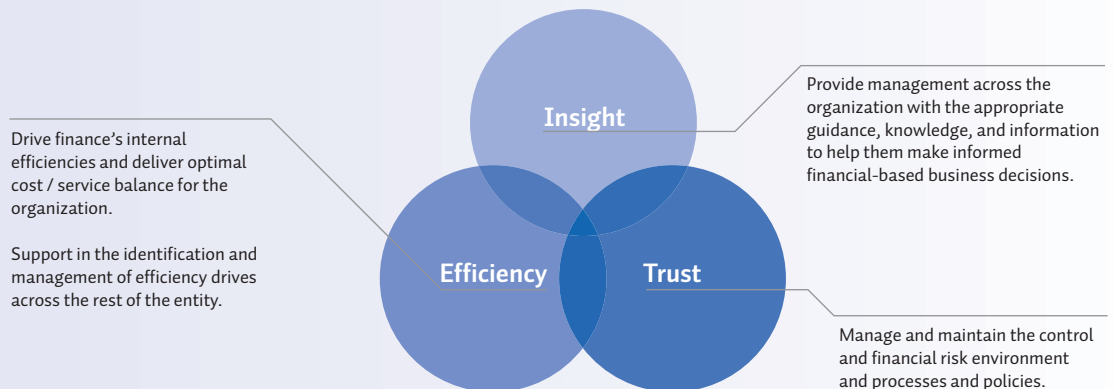 Insight
Provide management across the
organization with the appropriate
guidance, knowledge, and information
to help them make informed
financial-based business decisions.
Drive finance's internal
efficiencies and deliver optimal
cost / service balance for the
organization.
Support in the identification and
management of efficiency drives
across the rest of the entity.
Efficiency
Trust
Manage and maintain the control
and financial risk environment
and processes and policies.